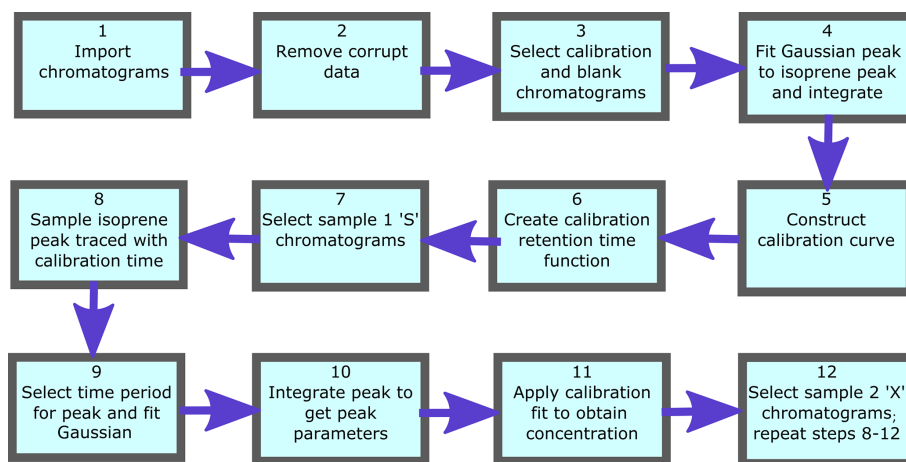 1
Import
chromatograms
2
Remove corrupt
data
3
Select calibration
and blank
chromatograms
4
Fit Gaussian peak
to isoprene peak
and integrate
5
Construct
calibration curve
6
Create calibration
retention time
function
7
Select sample 1 'S'
chromatograms
8
Sample isoprene
peak traced with
calibration time
9
Select time period
for peak and fit
Gaussian
10
Integrate peak to
get peak
parameters
11
Apply calibration
fit to obtain
concentration
12
Select sample 2 'X'
chromatograms;
repeat steps 8-12